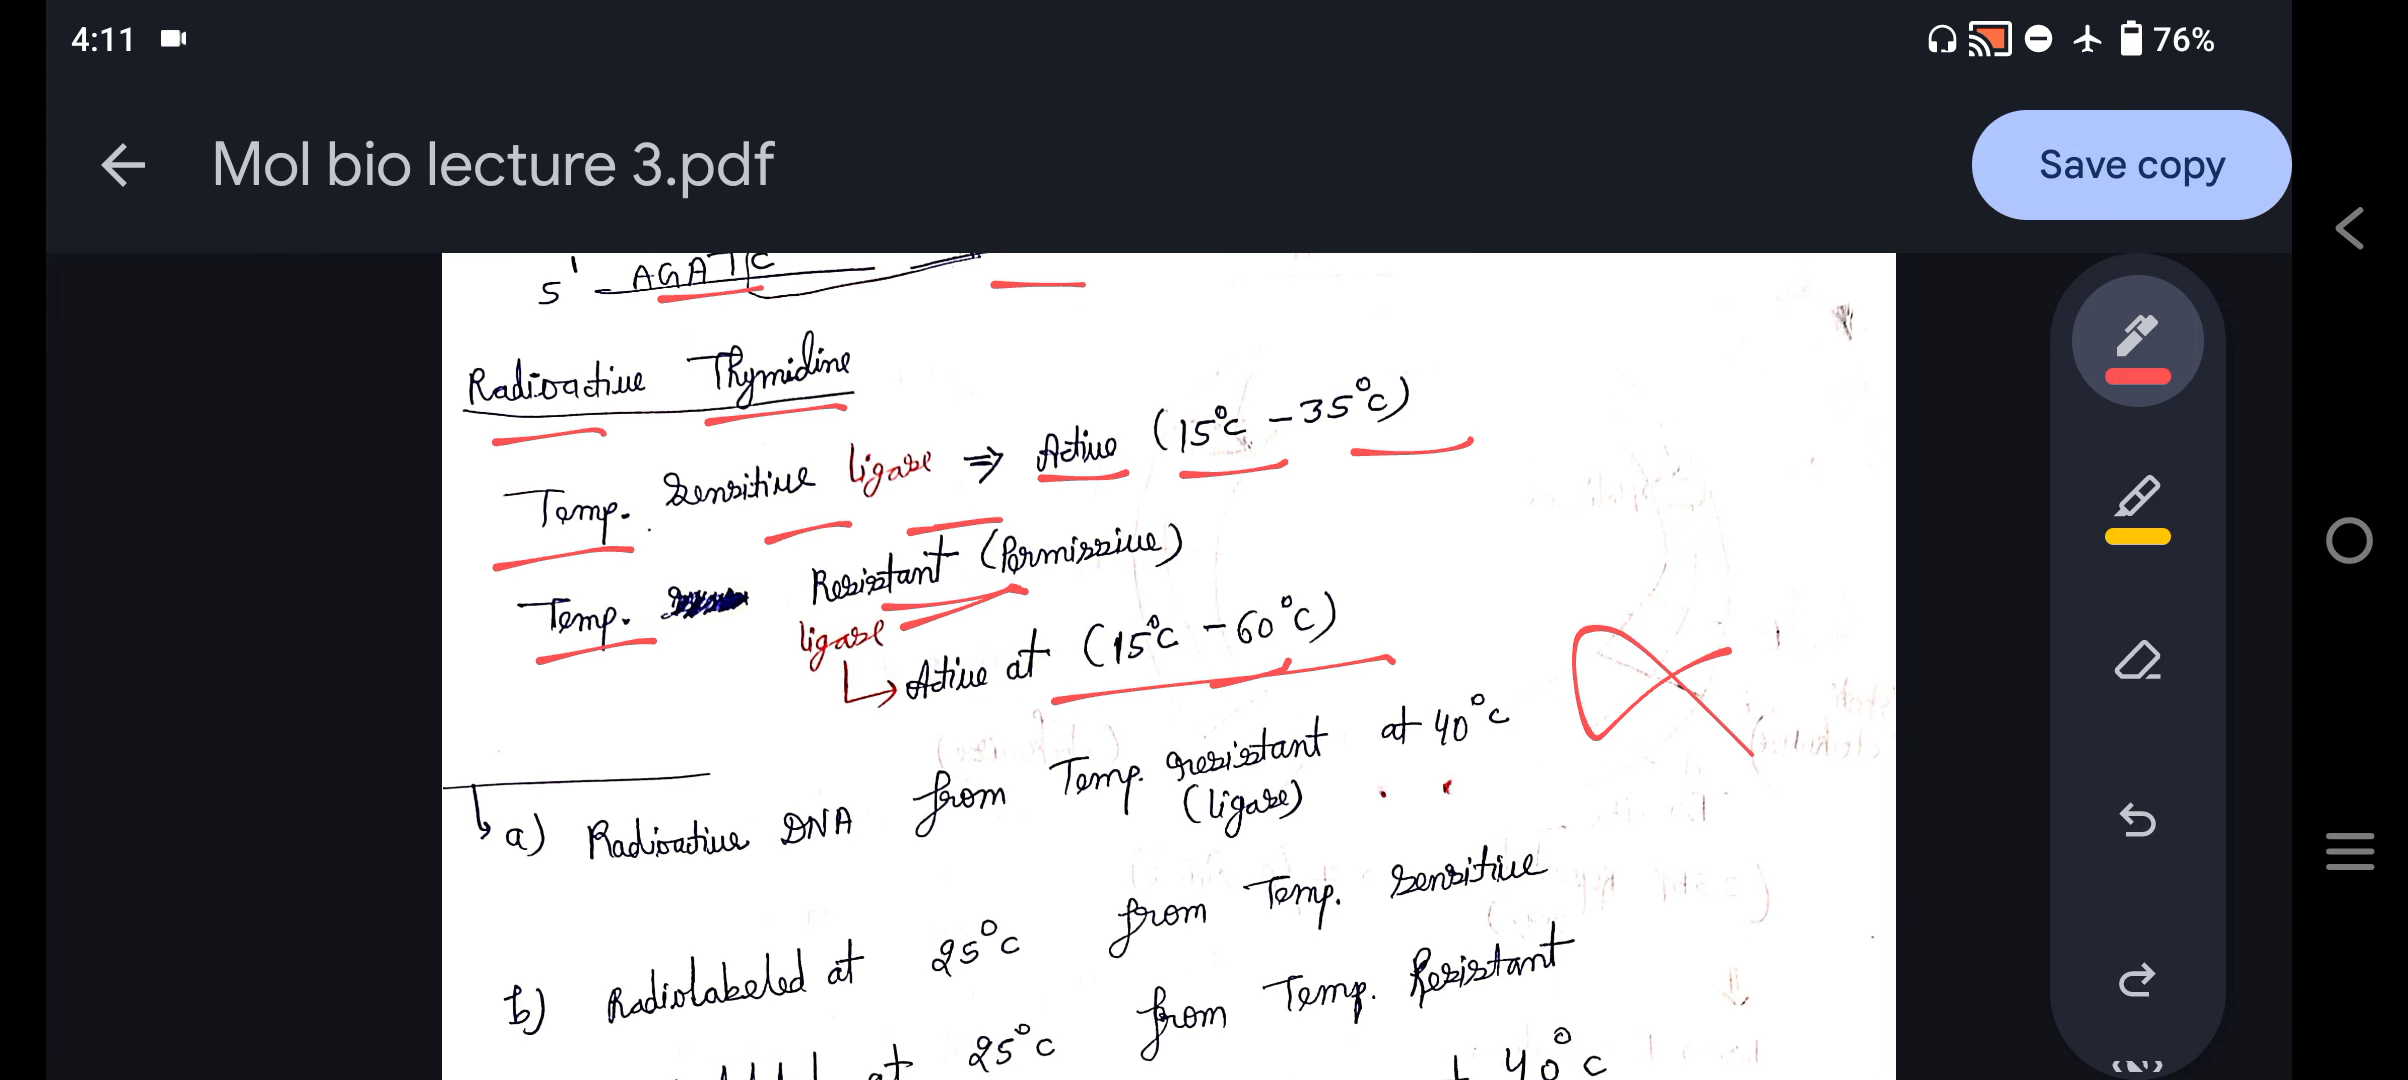 4:11
76%
Mol bio lecture 3.pdf
Save copy
5' AGATC
Radioactive Thymidine
Temp. Sensitive ligase ⇒ Active (15°C - 35°C)
Temp. Resistant (Permissive)
ligase
↳ Active at (15°C - 60°C)
a) Radioactive DNA from Temp. resistant at 40°C
(ligase)
b) Radiolabeled at 25°C from Temp. Sensitive
at 25°C from Temp. Resistant
40°C